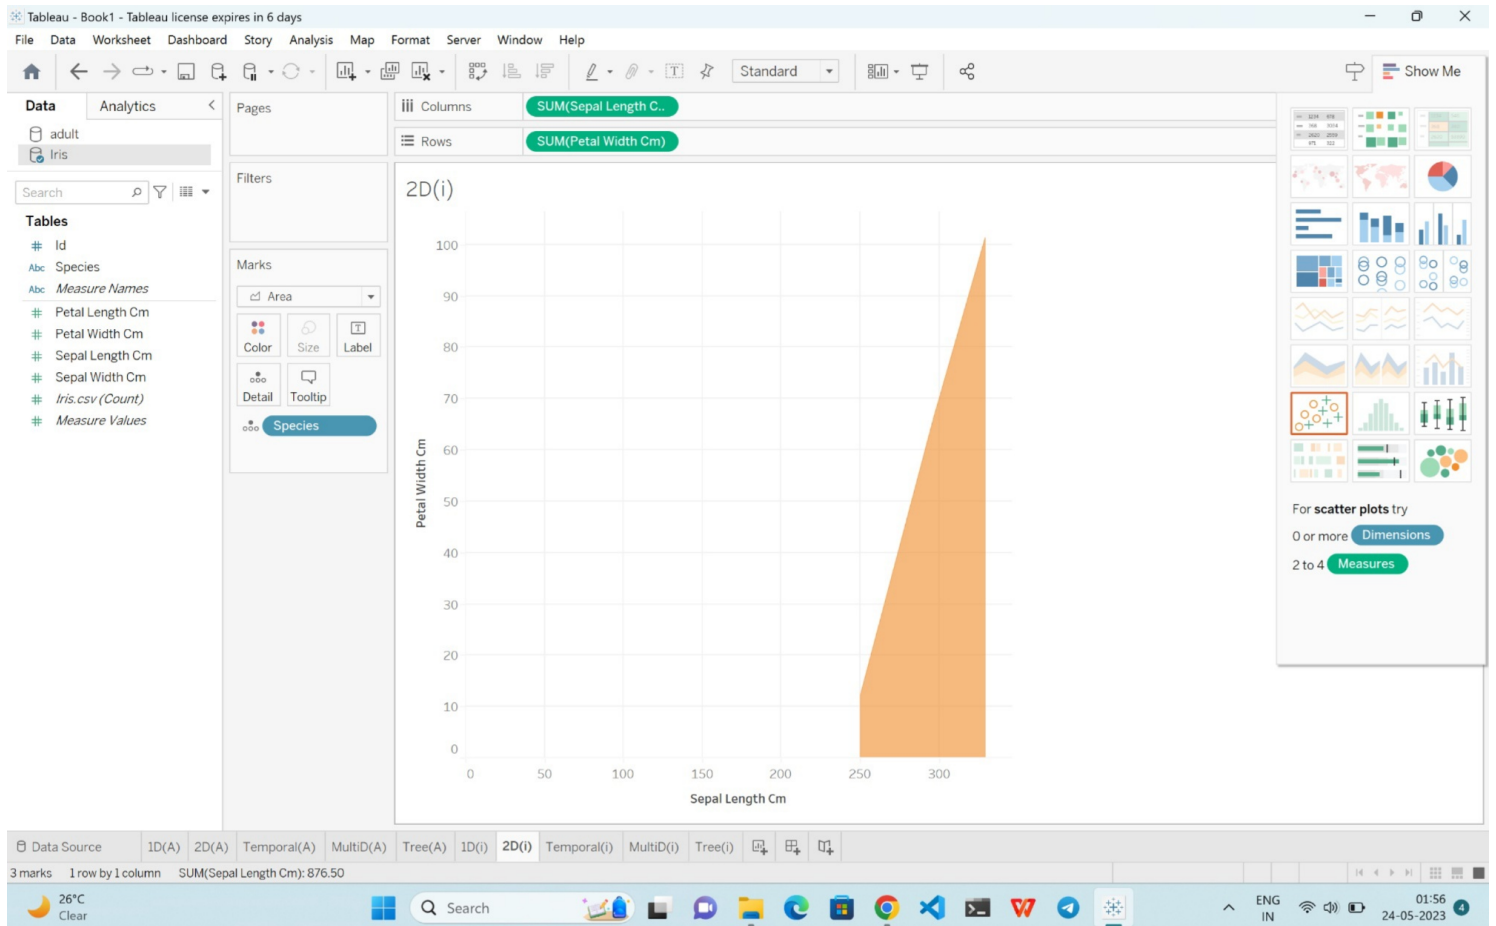 Tableau - Book1 - Tableau license expires in 6 days
File Data Worksheet Dashboard Story Analysis Map Format Server Window Help
Standard
Show Me
Data Analytics
adult
Iris
Search
Tables
Id
Abc Species
Abc Measure Names
Petal Length Cm
Petal Width Cm
Sepal Length Cm
Sepal Width Cm
Iris.csv (Count)
Measure Values
Pages
Filters
Marks
Area
Color Size Label
Detail Tooltip
Species
Columns SUM(Sepal Length C..
Rows SUM(Petal Width Cm)
2D(i)
100
90
80
70
60
50
40
30
20
10
0
Petal Width Cm
0 50 100 150 200 250 300
Sepal Length Cm
For scatter plots try
0 or more Dimensions
2 to 4 Measures
Data Source 1D(A) 2D(A) Temporal(A) MultiD(A) Tree(A) 1D(i) 2D(i) Temporal(i) MultiD(i) Tree(i)
3 marks 1 row by 1 column SUM(Sepal Length Cm): 876.50
26°C
Clear
Search
ENG
IN
01:56
24-05-2023
4